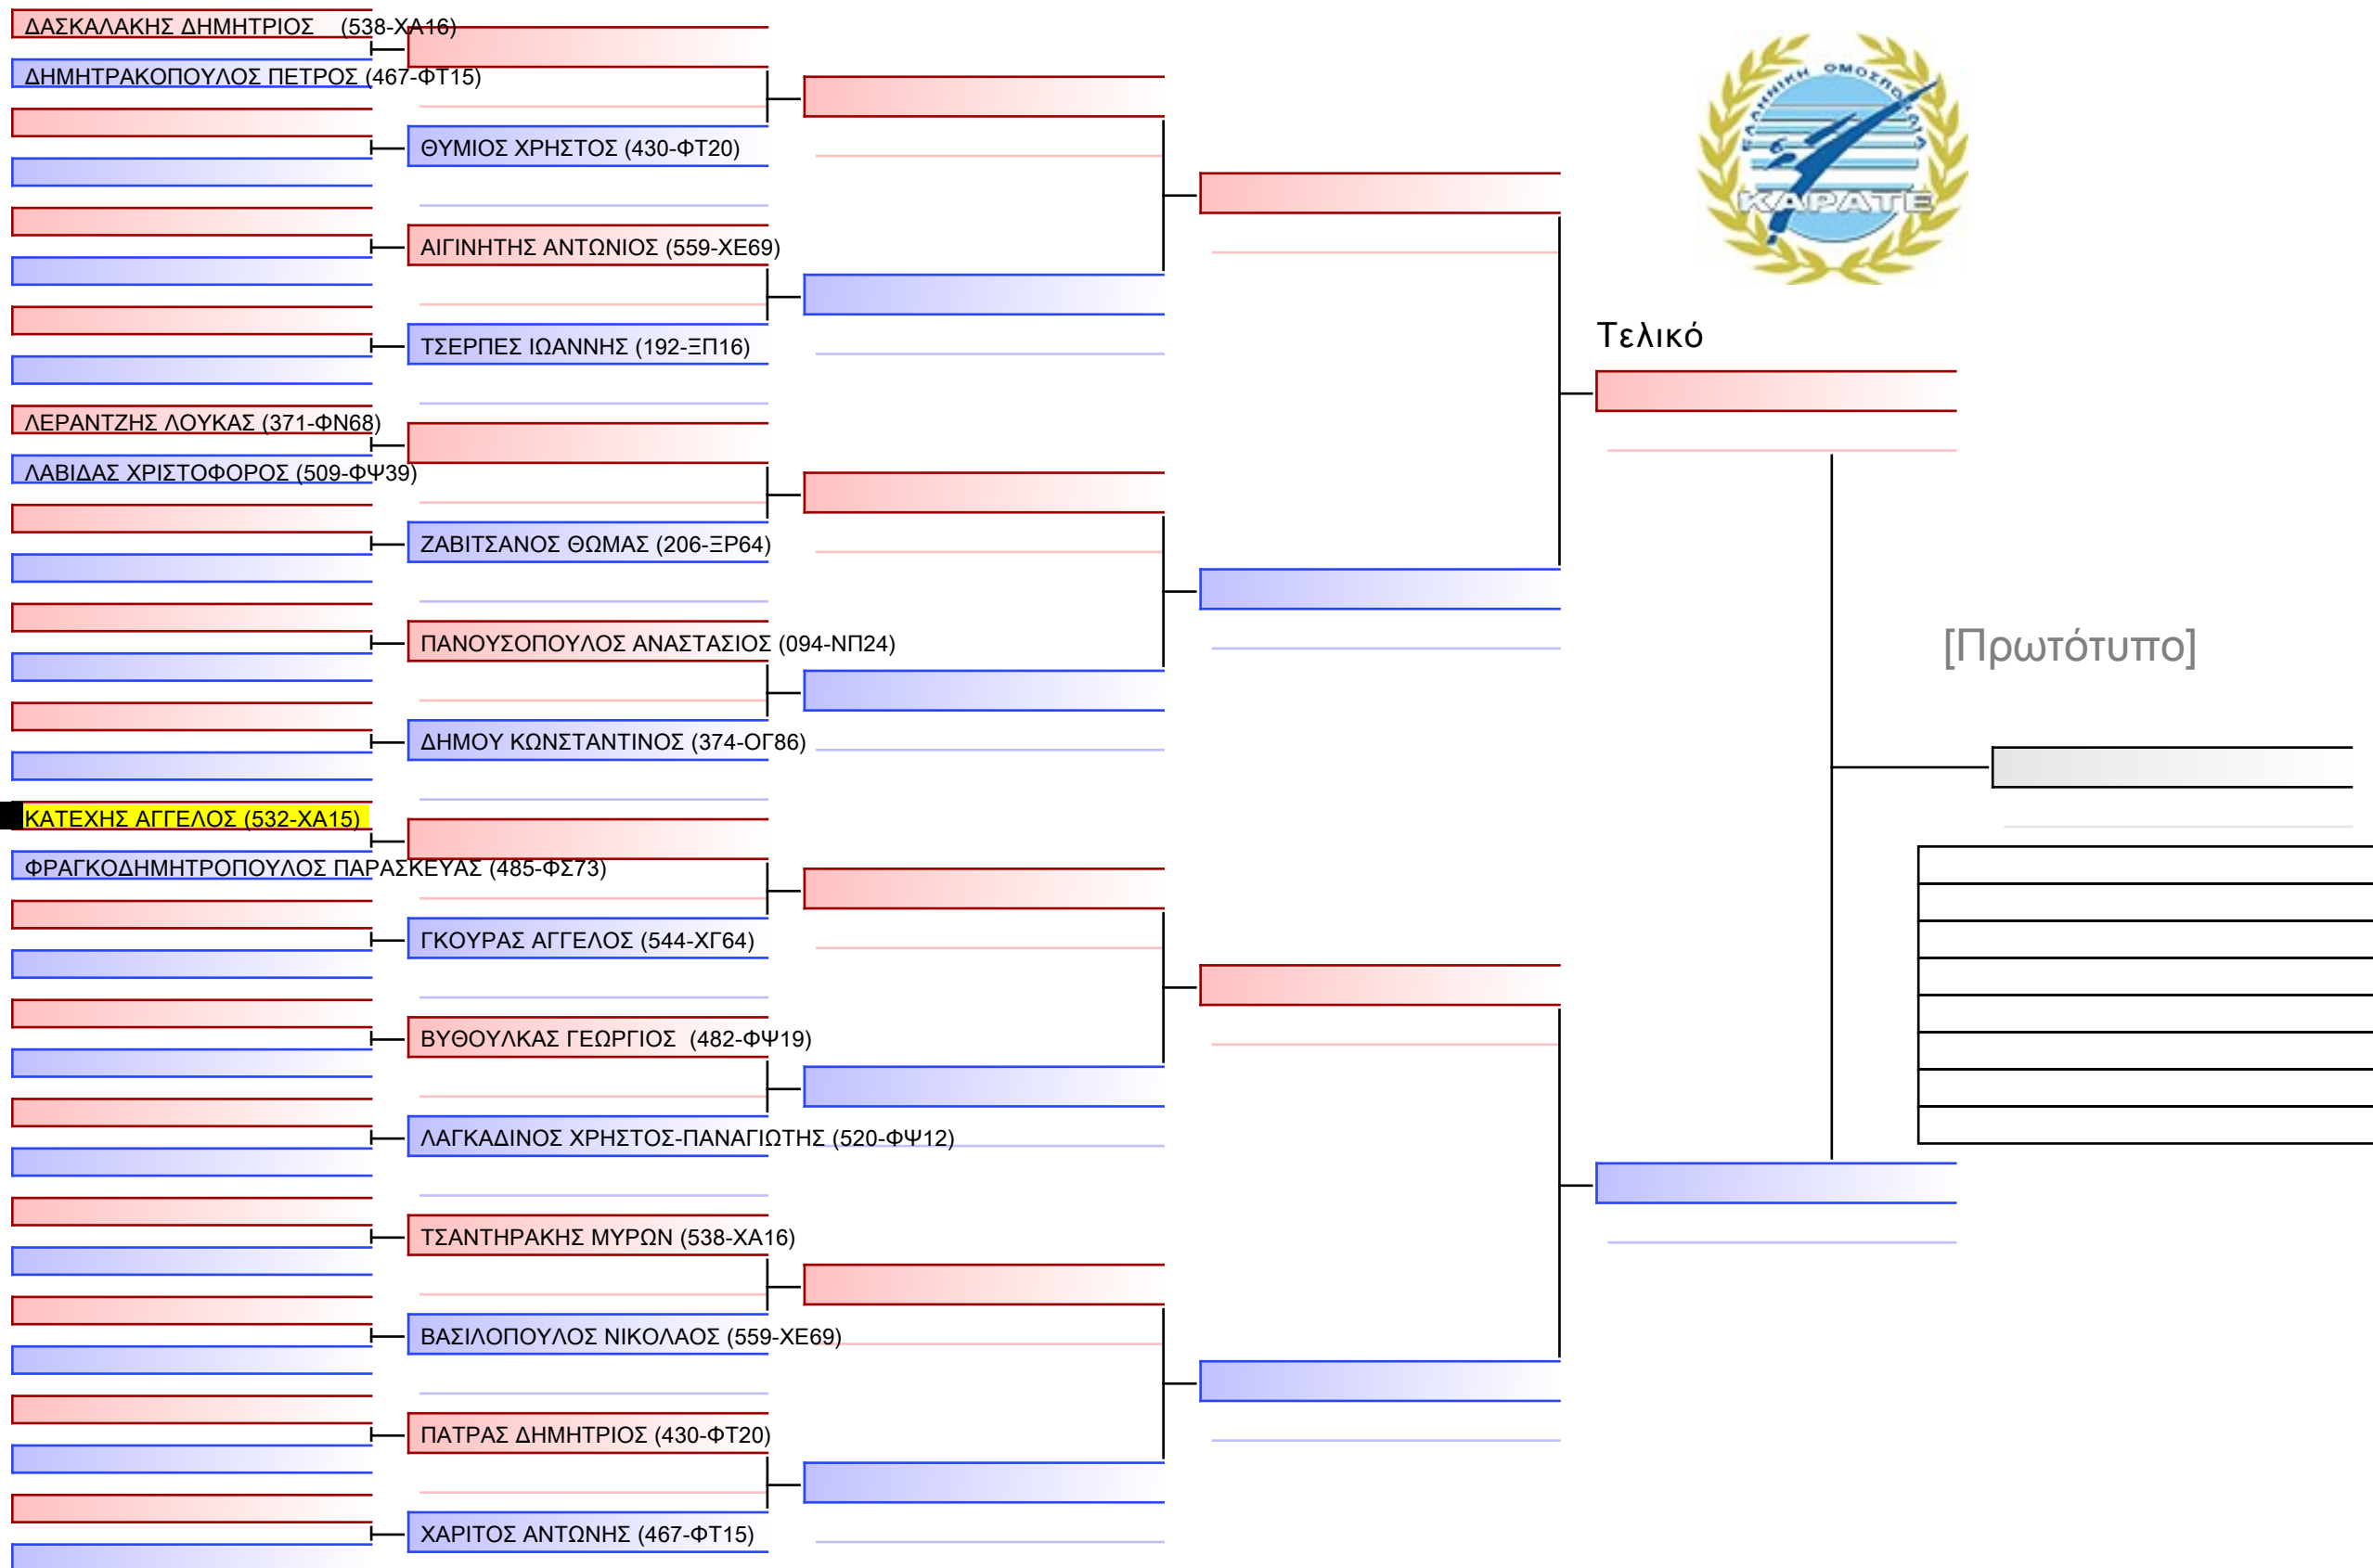 ΔΑΣΚΑΛΑΚΗΣ ΔΗΜΗΤΡΙΟΣ (538-ΧΑ16)
ΔΗΜΗΤΡΑΚΟΠΟΥΛΟΣ ΠΕΤΡΟΣ (467-ΦΤ15)
ΘΥΜΙΟΣ ΧΡΗΣΤΟΣ (430-ΦΤ20)
ΑΙΓΙΝΗΤΗΣ ΑΝΤΩΝΙΟΣ (559-ΧΕ69)
ΤΣΕΡΠΕΣ ΙΩΑΝΝΗΣ (192-ΞΠ16)
ΛΕΡΑΝΤΖΗΣ ΛΟΥΚΑΣ (371-ΦΝ68)
ΛΑΒΙΔΑΣ ΧΡΙΣΤΟΦΟΡΟΣ (509-ΦΨ39)
ΖΑΒΙΤΣΑΝΟΣ ΘΩΜΑΣ (206-ΞΡ64)
ΠΑΝΟΥΣΟΠΟΥΛΟΣ ΑΝΑΣΤΑΣΙΟΣ (094-ΝΠ24)
ΔΗΜΟΥ ΚΩΝΣΤΑΝΤΙΝΟΣ (374-ΟΓ86)
ΚΑΤΕΧΗΣ ΑΓΓΕΛΟΣ (532-ΧΑ15)
ΦΡΑΓΚΟΔΗΜΗΤΡΟΠΟΥΛΟΣ ΠΑΡΑΣΚΕΥΑΣ (485-ΦΣ73)
ΓΚΟΥΡΑΣ ΑΓΓΕΛΟΣ (544-ΧΓ64)
ΒΥΘΟΥΛΚΑΣ ΓΕΩΡΓΙΟΣ (482-ΦΨ19)
ΛΑΓΚΑΔΙΝΟΣ ΧΡΗΣΤΟΣ-ΠΑΝΑΓΙΩΤΗΣ (520-ΦΨ12)
ΤΣΑΝΤΗΡΑΚΗΣ ΜΥΡΩΝ (538-ΧΑ16)
ΒΑΣΙΛΟΠΟΥΛΟΣ ΝΙΚΟΛΑΟΣ (559-ΧΕ69)
ΠΑΤΡΑΣ ΔΗΜΗΤΡΙΟΣ (430-ΦΤ20)
ΧΑΡΙΤΟΣ ΑΝΤΩΝΗΣ (467-ΦΤ15)
ΕΛΛΗΝΙΚΗ ΟΜΟΣΠΟΝΔΙΑ
ΚΑΡΑΤΕ
Τελικό
[Πρωτότυπο]